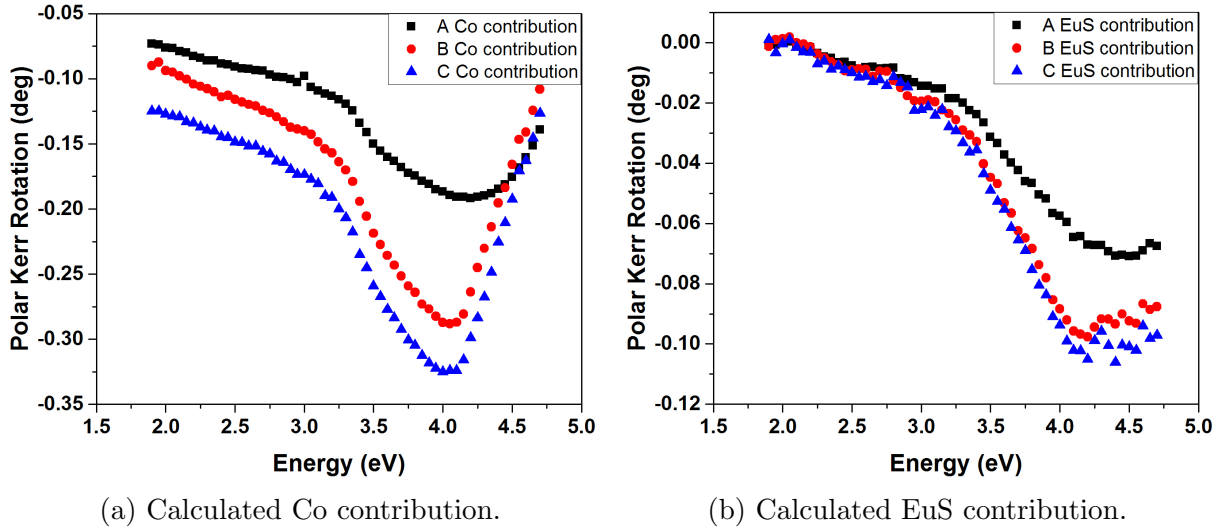 A Co contribution
B Co contribution
C Co contribution
-0.10
-0.15
-0.20
-0.25
-0.30
-0.35
Polar Kerr Rotation (deg)
1.5 2.0 2.5 3.0 3.5 4.0 4.5 5.0
Energy (eV)
(a) Calculated Co contribution.
A EuS contribution
B EuS contribution
C EuS contribution
0.00
-0.02
-0.04
-0.06
-0.08
-0.10
-0.12
Polar Kerr Rotation (deg)
1.5 2.0 2.5 3.0 3.5 4.0 4.5 5.0
Energy (eV)
(b) Calculated EuS contribution.